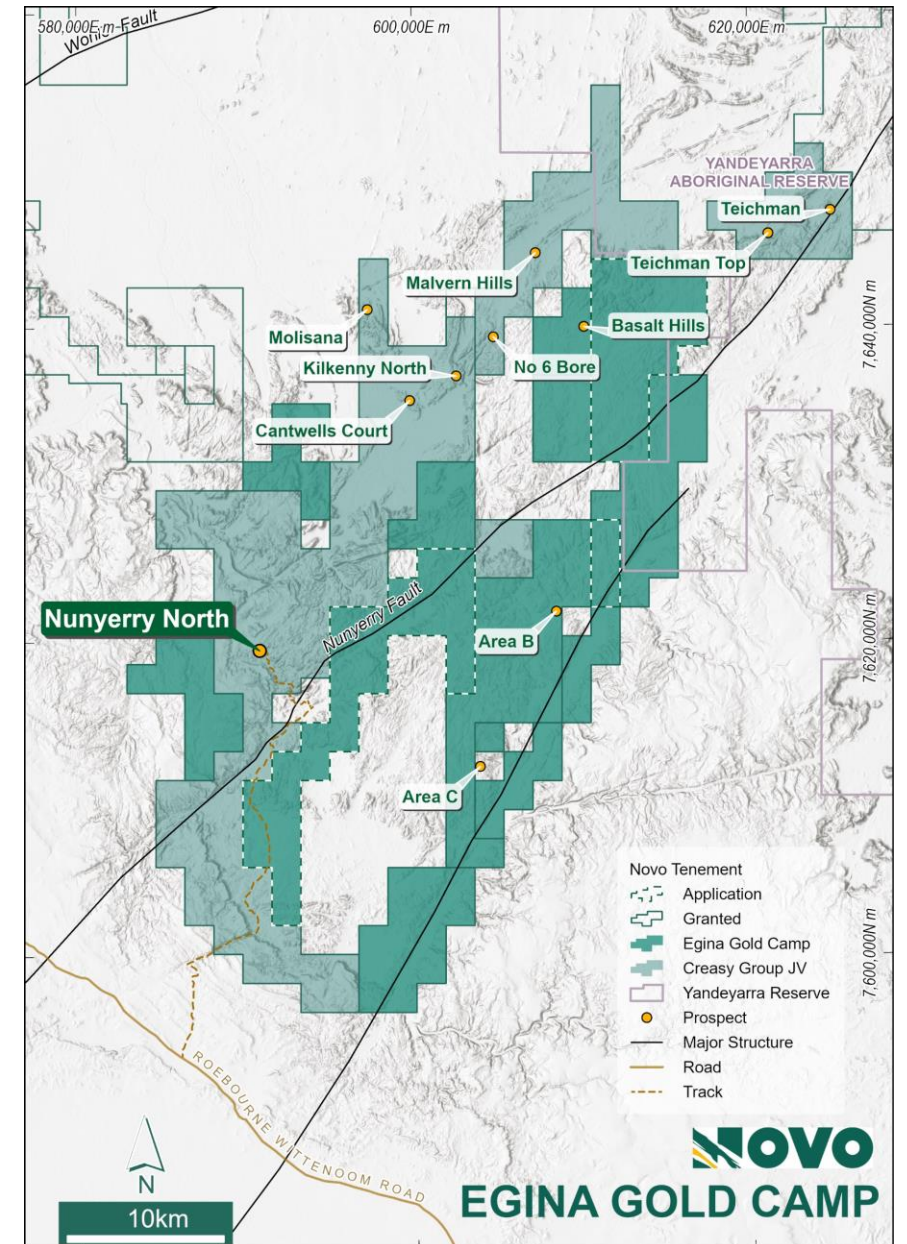 580,000E m
600,000E m
620,000E m
Wohler Fault
YANDEYARRA
ABORIGINAL RESERVE
Teichman
Teichman Top
Malvern Hills
Molisana
Basalt Hills
No 6 Bore
Kilkenny North
Cantwells Court
7,640,000N m
Nunyerry North
Nunyerry Fault
Area B
7,620,000N m
Area C
7,600,000N m
Novo Tenement
Application
Granted
Egina Gold Camp
Creasy Group JV
Yandeyarra Reserve
Prospect
Major Structure
Road
Track
ROEBOURNE WITTENOOM ROAD
N
10km
NOVO
EGINA GOLD CAMP